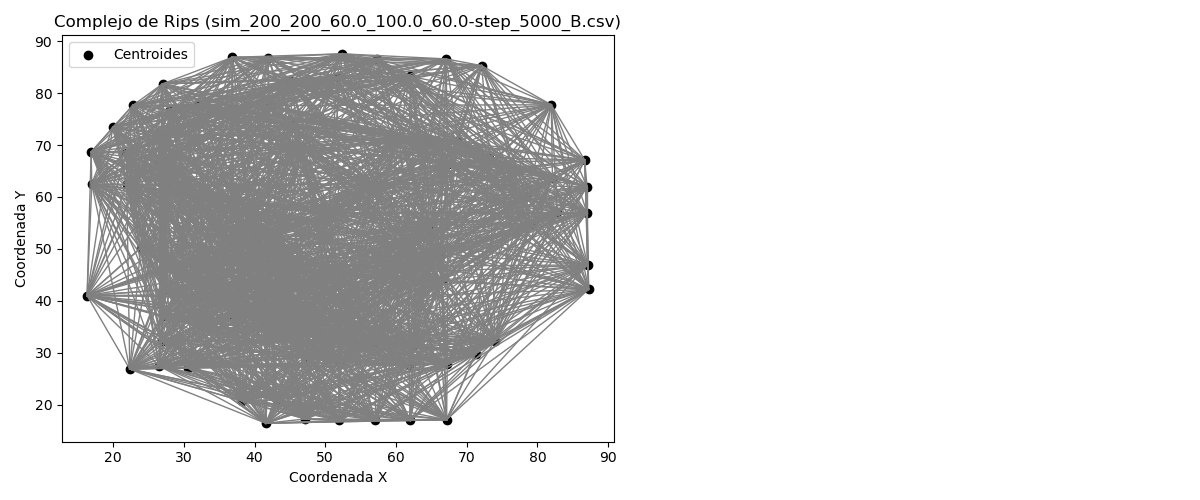 Complejo de Rips (sim_200_200_60.0_100.0_60.0-step_5000_B.csv)
Centroides
90
80
70
60
50
40
30
20
Coordenada Y
20 30 40 50 60 70 80 90
Coordenada X